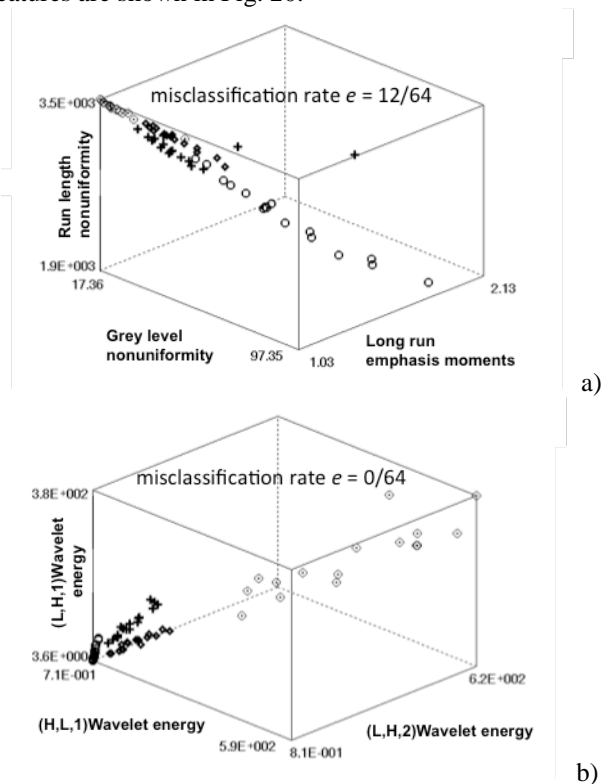 eatures are shown in Fig. 20.
misclassification rate e = 12/64
3.5E +003
Run length
nonuniformity
1.9E+003
17.36
2.13
Grey level
nonuniformity
97.35
1.03
Long run
emphasis moments
a)
misclassification rate e = 0/64
3.8E +002
(L,H,1)Wavelet
energy
3.6E +000
7.1E-001
6.2E +002
(H,L,1)Wavelet energy
5.9E +002
8.1E-001
(L,H,2)Wavelet energy
b)